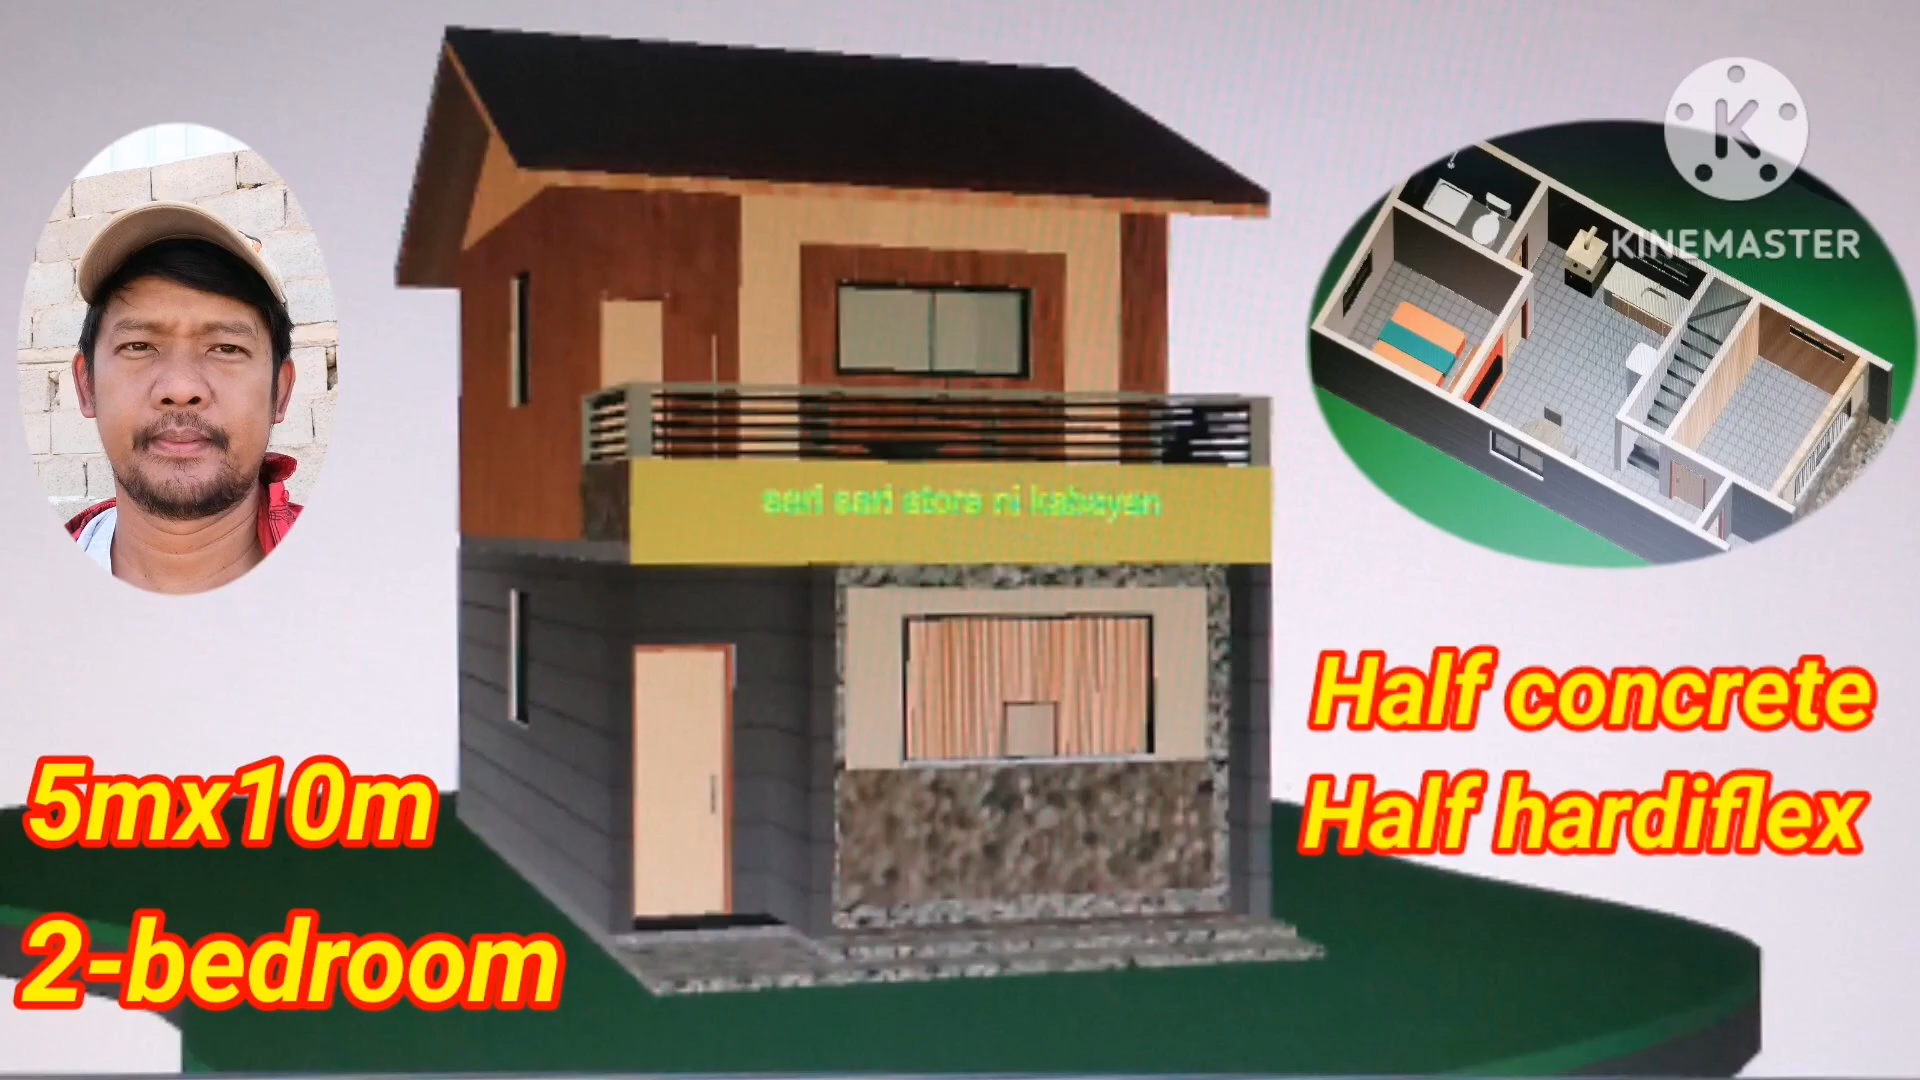 K
KINEMASTER
sari sari store ni kabayan
Half concrete
Half hardiflex
5mx10m
2-bedroom